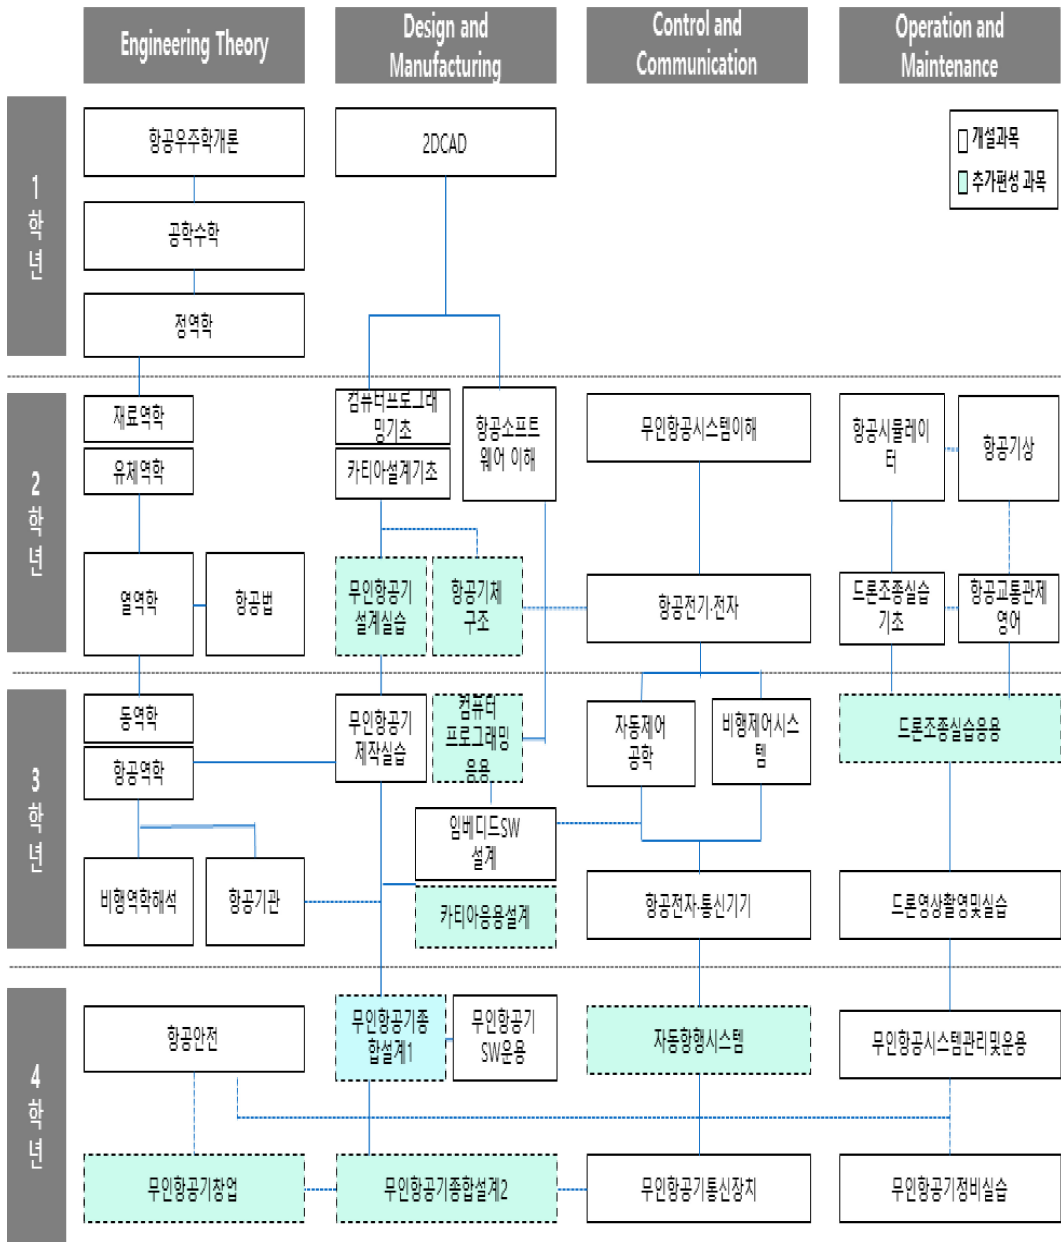 Engineering Theory
Design and
Manufacturing
Control and
Communication
Operation and
Maintenance
1
학
년
항공우주학개론
2DCAD
개설과목
추가편성 과목
공학수학
정역학
2
학
년
재료역학
유체역학
컴퓨터프로그래
밍기초
카티아설계기초
항공소프트
웨어 이해
무인항공시스템이해
항공시뮬레이
터
항공기상
열역학
항공법
무인항공기
설계실습
항공기체
구조
항공전기·전자
드론조종실습
기초
항공교통관제
영어
3
학
년
동역학
항공역학
무인항공기
제작실습
컴퓨터
프로그래밍
응용
자동제어
공학
비행제어시스
템
드론조종실습응용
임베디드SW
설계
비행역학해석
항공기관
카티아응용설계
항공전자·통신기기
드론영상촬영및실습
4
학
년
항공안전
무인항공기종
합설계1
무인항공기
SW운용
자동항행시스템
무인항공시스템관리및운용
무인항공기창업
무인항공기종합설계2
무인항공기통신장치
무인항공기정비실습